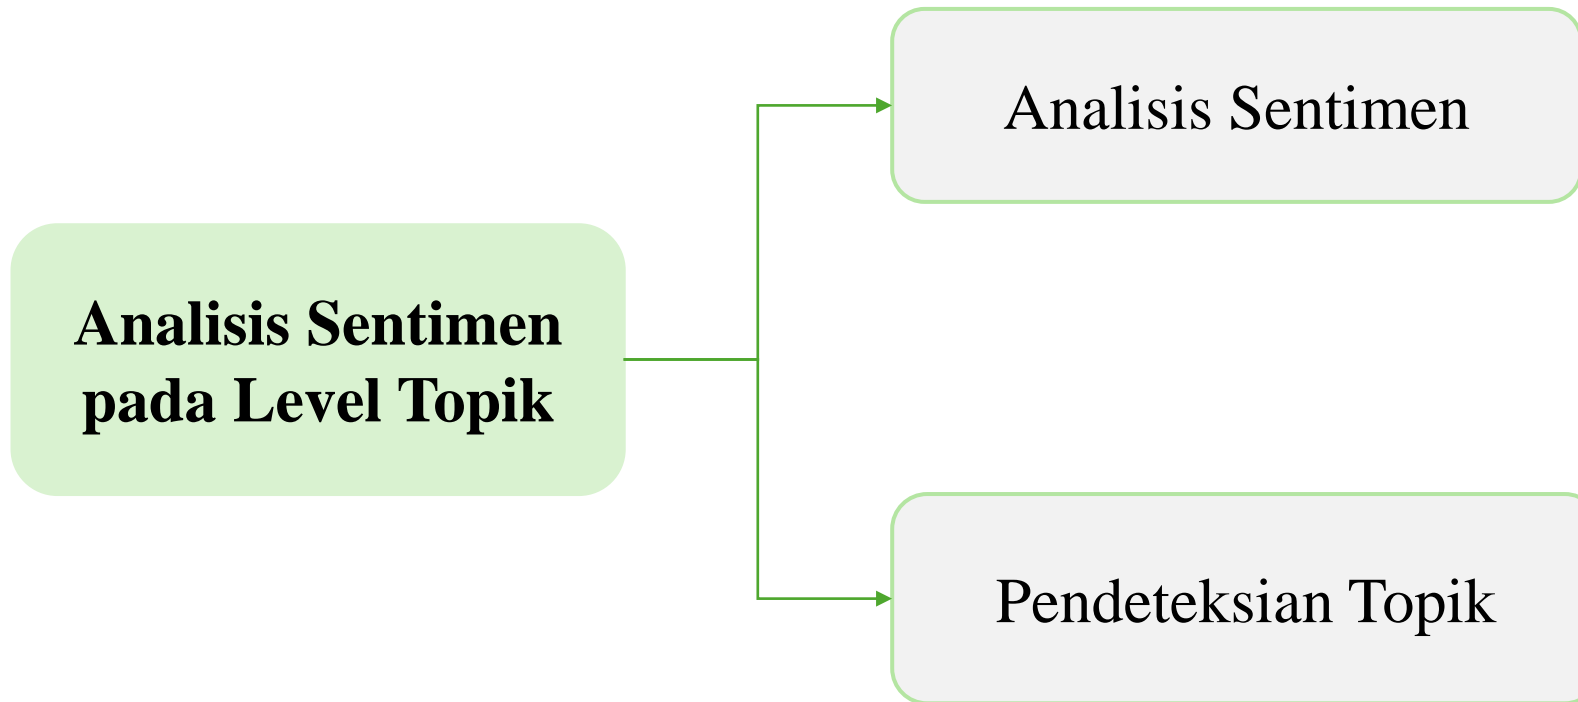 Analisis Sentimen
Analisis Sentimen
pada Level Topik
Pendeteksian Topik